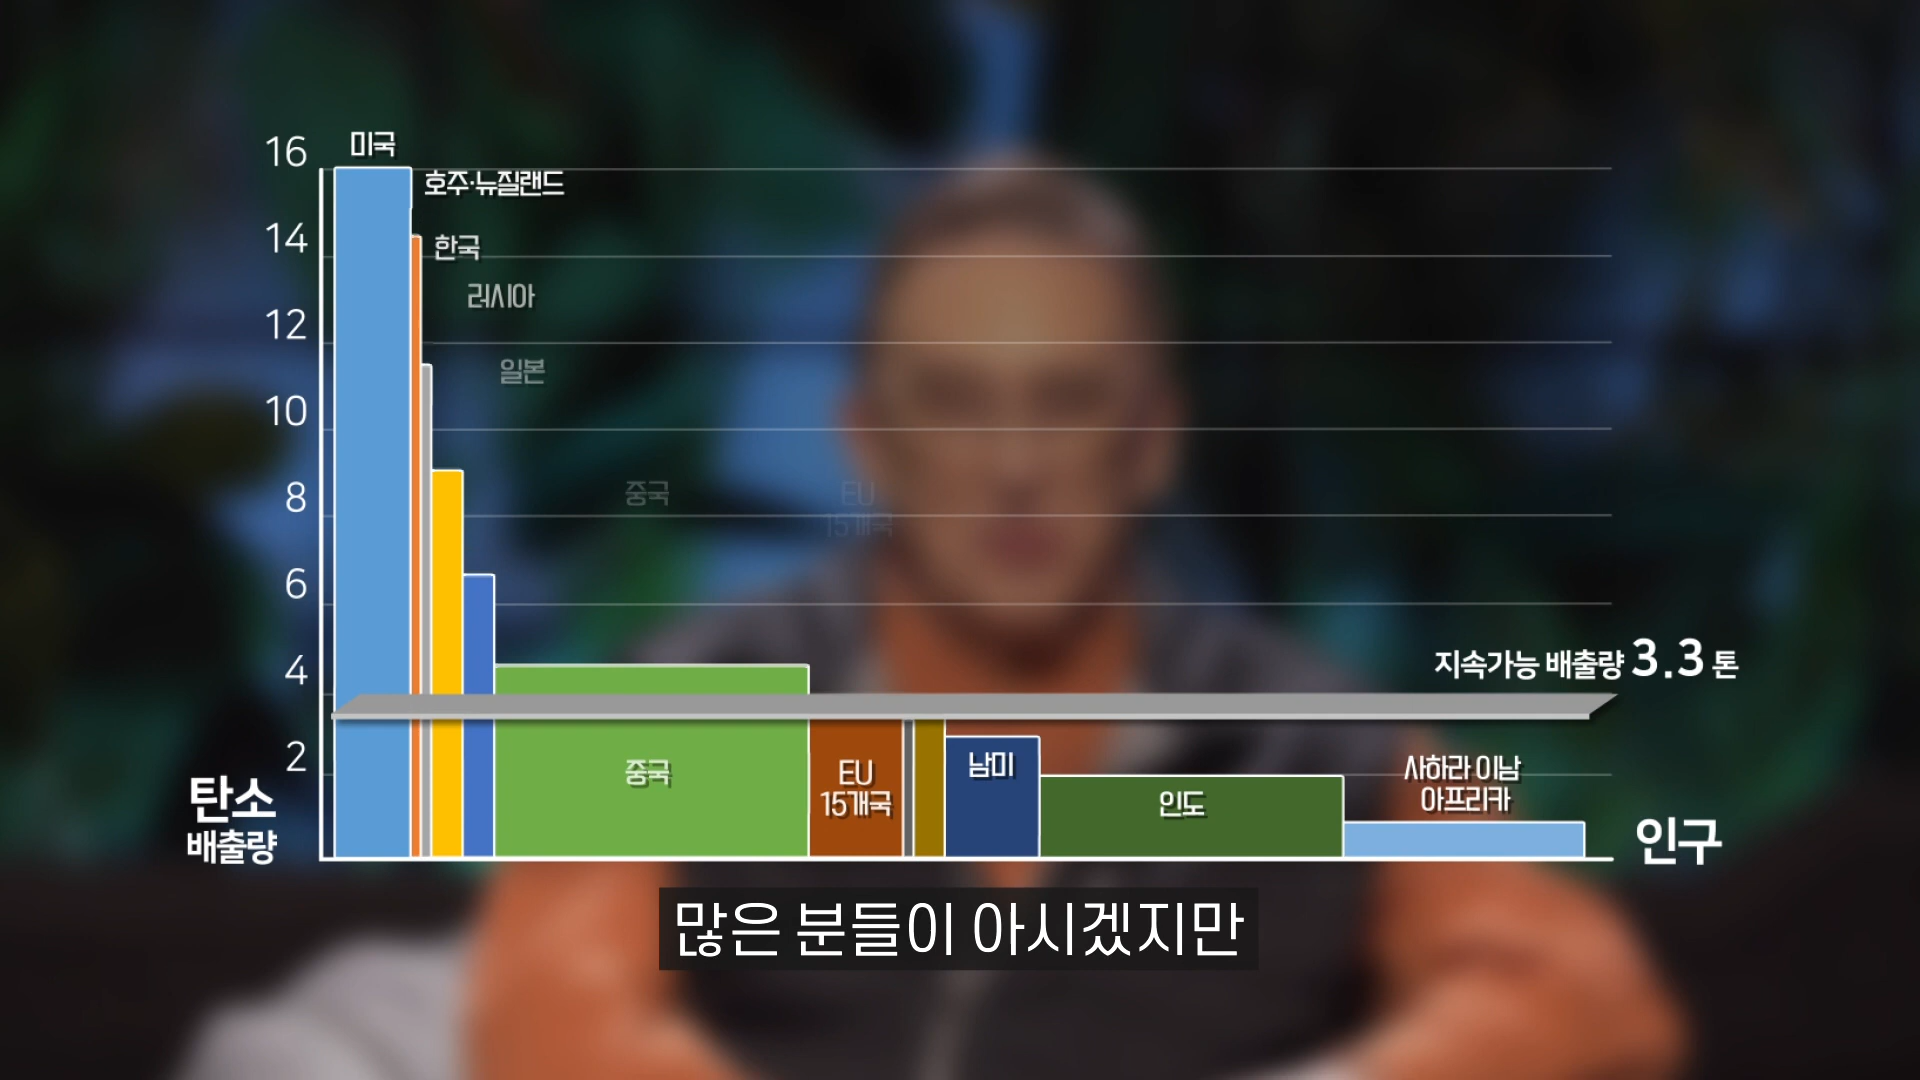 16
14
12
10
8
6
4
2
미국
호주·뉴질랜드
한국
러시아
일본
중국
EU
15개국
지속가능 배출량 3.3 톤
중국
EU
15개국
남미
인도
사하라 이남
아프리카
탄소
배출량
인구
많은 분들이 아시겠지만